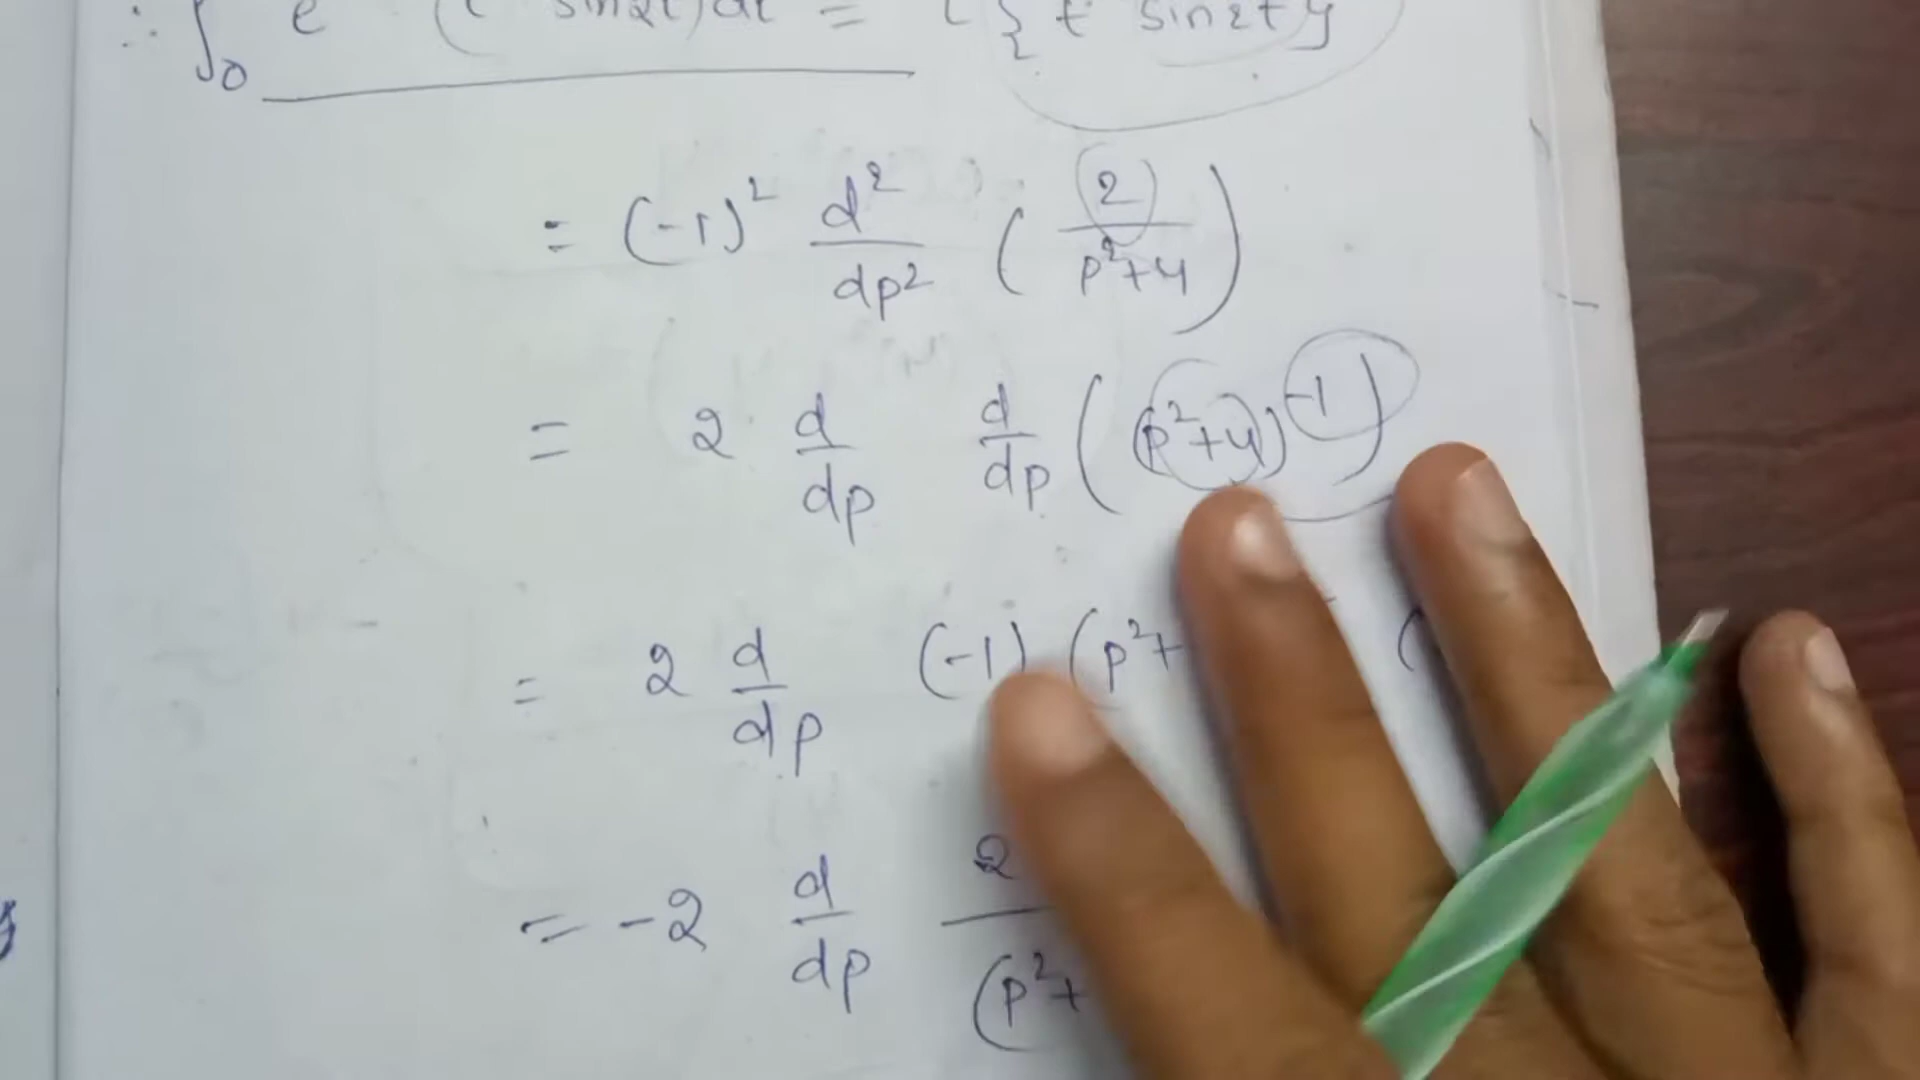 ∴ ∫₀ e ( sin2t)dt = L{t sin2t}
= (-1)² d²/dp² (2/(p²+4))
= 2 d/dp d/dp ((p²+4)⁻¹)
= 2 d/dp (-1) (p²+ (
= -2 d/dp 2 /(p²+